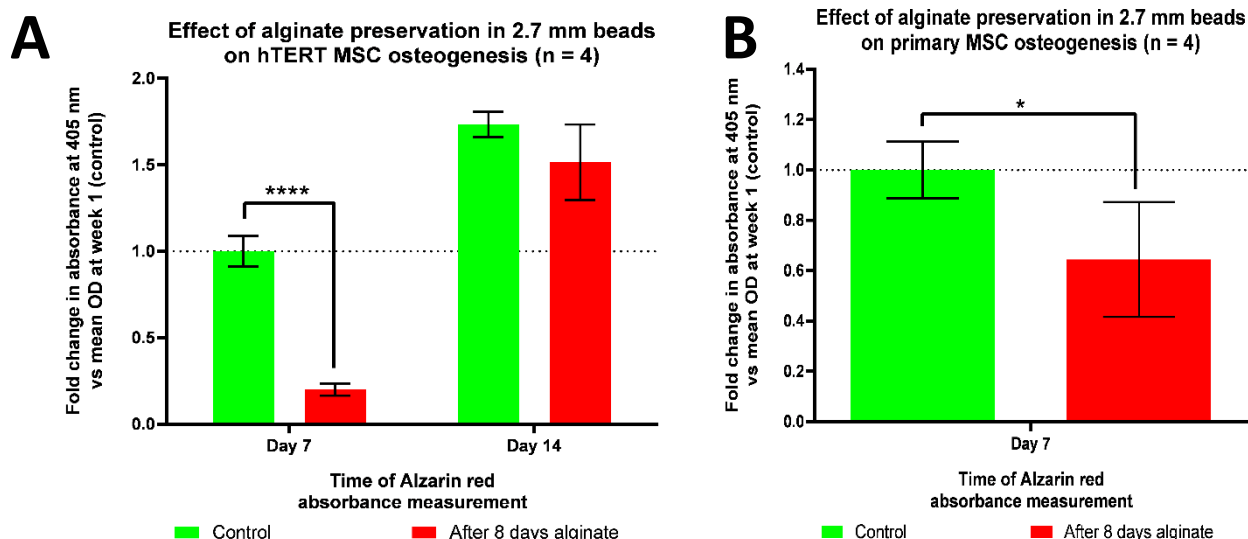 A
Effect of alginate preservation in 2.7 mm beads
on hTERT MSC osteogenesis (n = 4)
Fold change in absorbance at 405 nm
vs mean OD at week 1 (control)
2.0
1.5
1.0
0.5
0.0
****
Day 7
Day 14
Time of Alzarin red
absorbance measurement
Control
After 8 days alginate
B
Effect of alginate preservation in 2.7 mm beads
on primary MSC osteogenesis (n = 4)
Fold change in absorbance at 405 nm
vs mean OD at week 1 (control)
1.4
1.2
1.0
0.8
0.6
0.4
0.2
0.0
*
Day 7
Time of Alzarin red
absorbance measurement
Control
After 8 days alginate